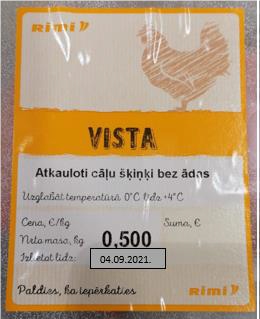 Rimi
VISTA
Atkauloti cāļu šķiņķi bez ādas
Uzglabāt temperatūrā 0°C līdz +4°C
Cena, €/kg Summa, €
Neto masa, kg 0,500
Izlietot līdz: 04.09.2021.
Paldies, ka iepērkaties Rimi